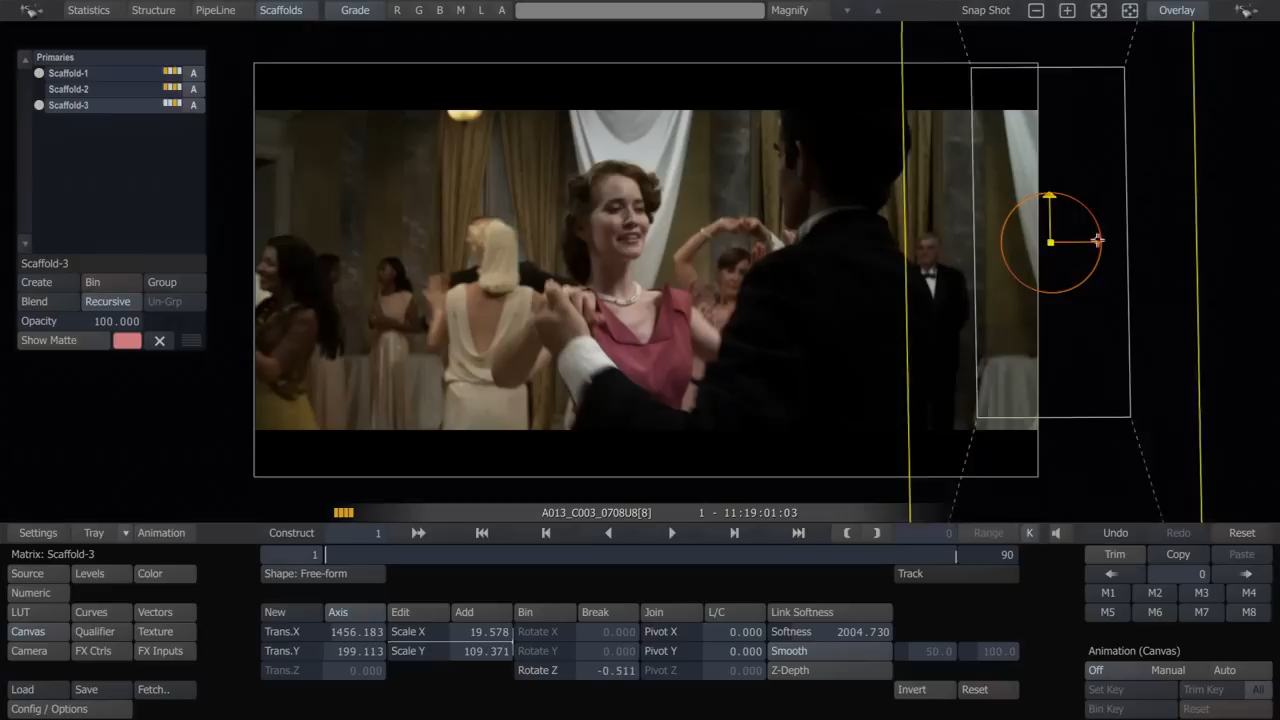 Statistics Structure PipeLine Scaffolds Grade R G B M L A Magnify Snap Shot Overlay
Primaries
Scaffold-1 A
Scaffold-2 A
Scaffold-3 A
Scaffold-3
Create Bin Group
Blend Recursive Un-Grp
Opacity 100.000
Show Matte
A013_C003_0708U8[8] 1 - 11:19:01:03
Settings Tray Animation Construct 1 0 Range K Undo Redo Reset
Matrix: Scaffold-3 1 90 Trim Copy Paste
Source Levels Color Shape: Free-form Track 0
Numeric M1 M2 M3 M4
LUT Curves Vectors New Axis Edit Add Bin Break Join L/C Link Softness M5 M6 M7 M8
Canvas Qualifier Texture Trans.X 1456.183 Scale X 19.578 Rotate X 0.000 Pivot X 0.000 Softness 2004.730
Camera FX Ctrls FX Inputs Trans.Y 199.113 Scale Y 109.371 Rotate Y 0.000 Pivot Y 0.000 Smooth 50.0 100.0 Animation (Canvas)
Trans.Z 0.000 Rotate Z -0.511 Pivot Z 0.000 Z-Depth Off Manual Auto
Load Save Fetch.. Invert Reset Set Key Trim Key All
Config / Options Bin Key Reset